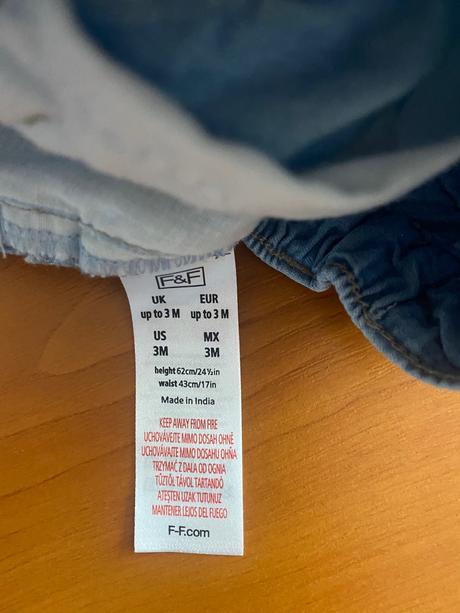 F&F
UK EUR
up to 3 M up to 3 M
US MX
3M 3M
height 62cm/24½in
waist 43cm/17in
Made in India
KEEP AWAY FROM FIRE
UCHOVÁVEJTE MIMO DOSAH OHNĚ
UCHOVÁVAJTE MIMO DOSAHU OHŇA
TRZYMAĆ Z DALA OD OGNIA
TŰZTŐL TÁVOL TARTANDÓ
ATEŞTEN UZAK TUTUNUZ
MANTENER LEJOS DEL FUEGO
F-F.com